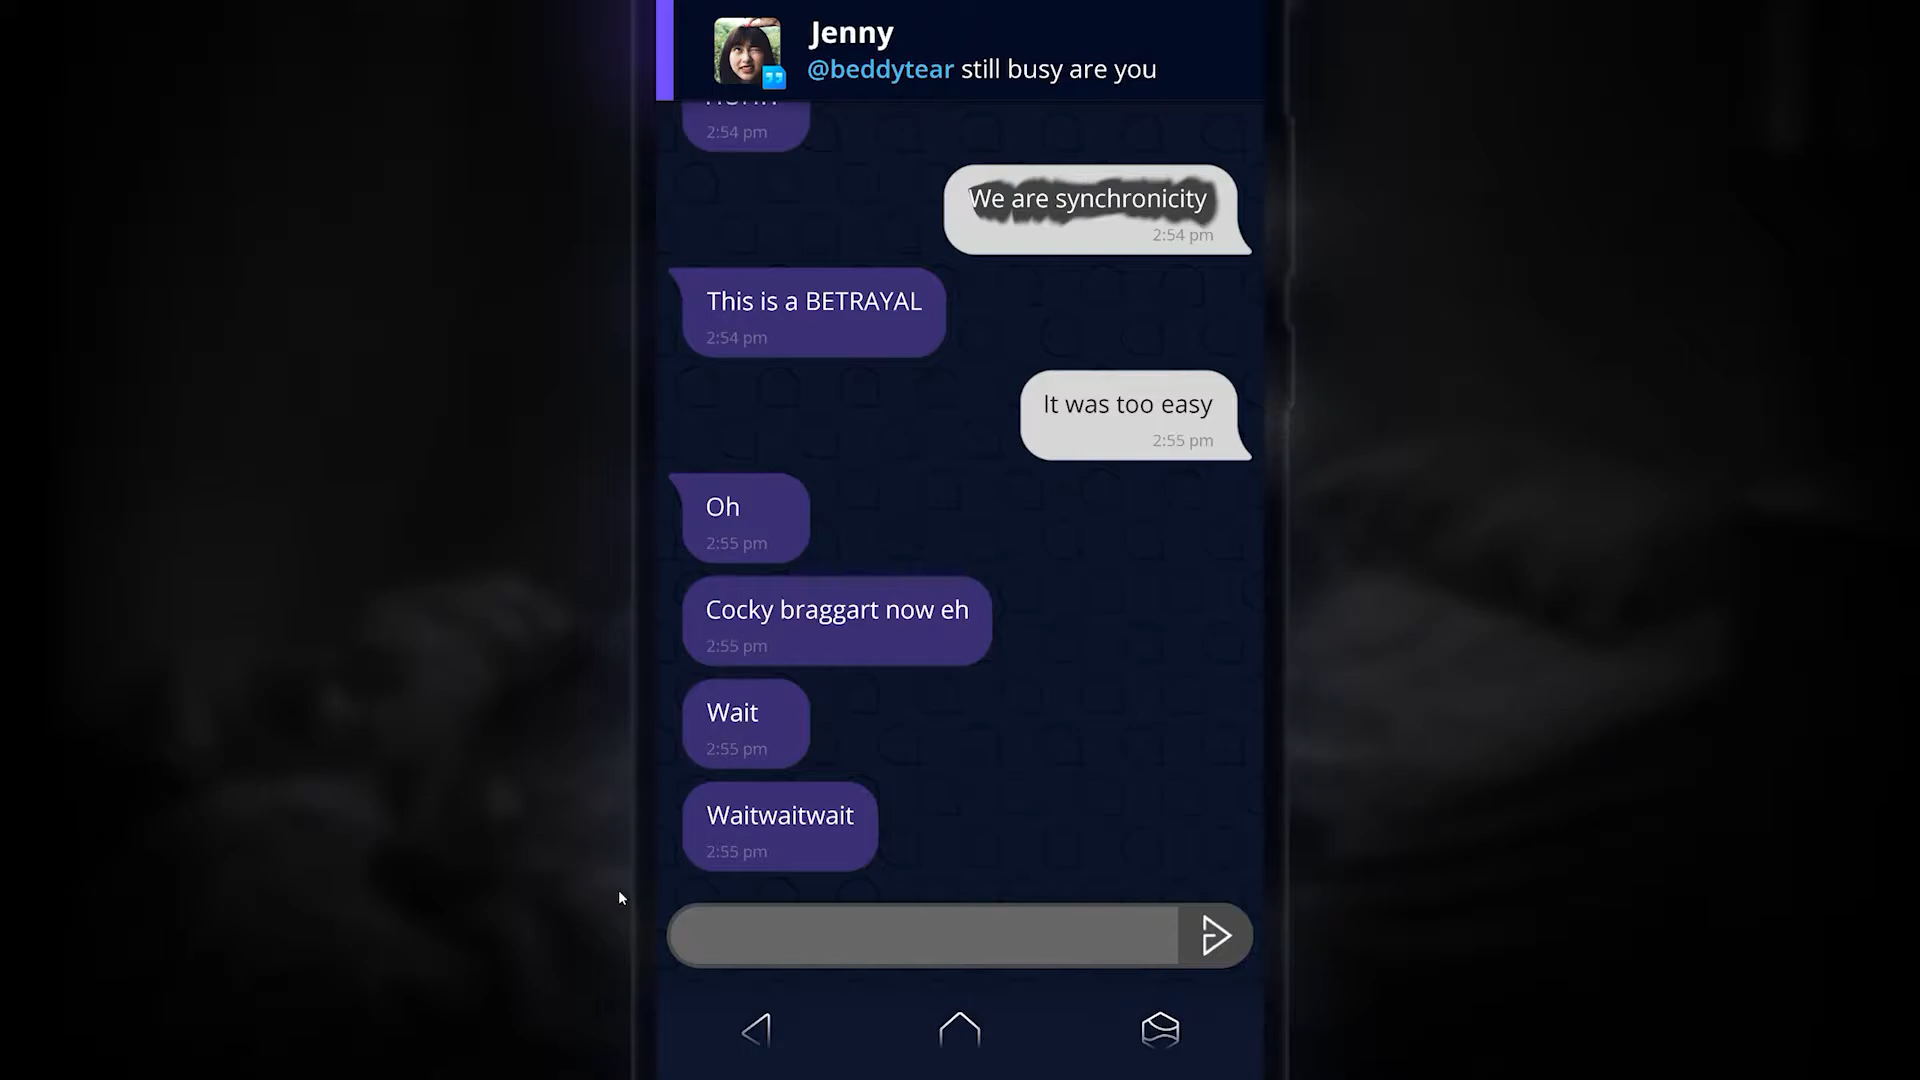 Jenny
@beddytear still busy are you
2:54 pm
We are synchronicity
2:54 pm
This is a BETRAYAL
2:54 pm
It was too easy
2:55 pm
Oh
2:55 pm
Cocky braggart now eh
2:55 pm
Wait
2:55 pm
Waitwaitwait
2:55 pm